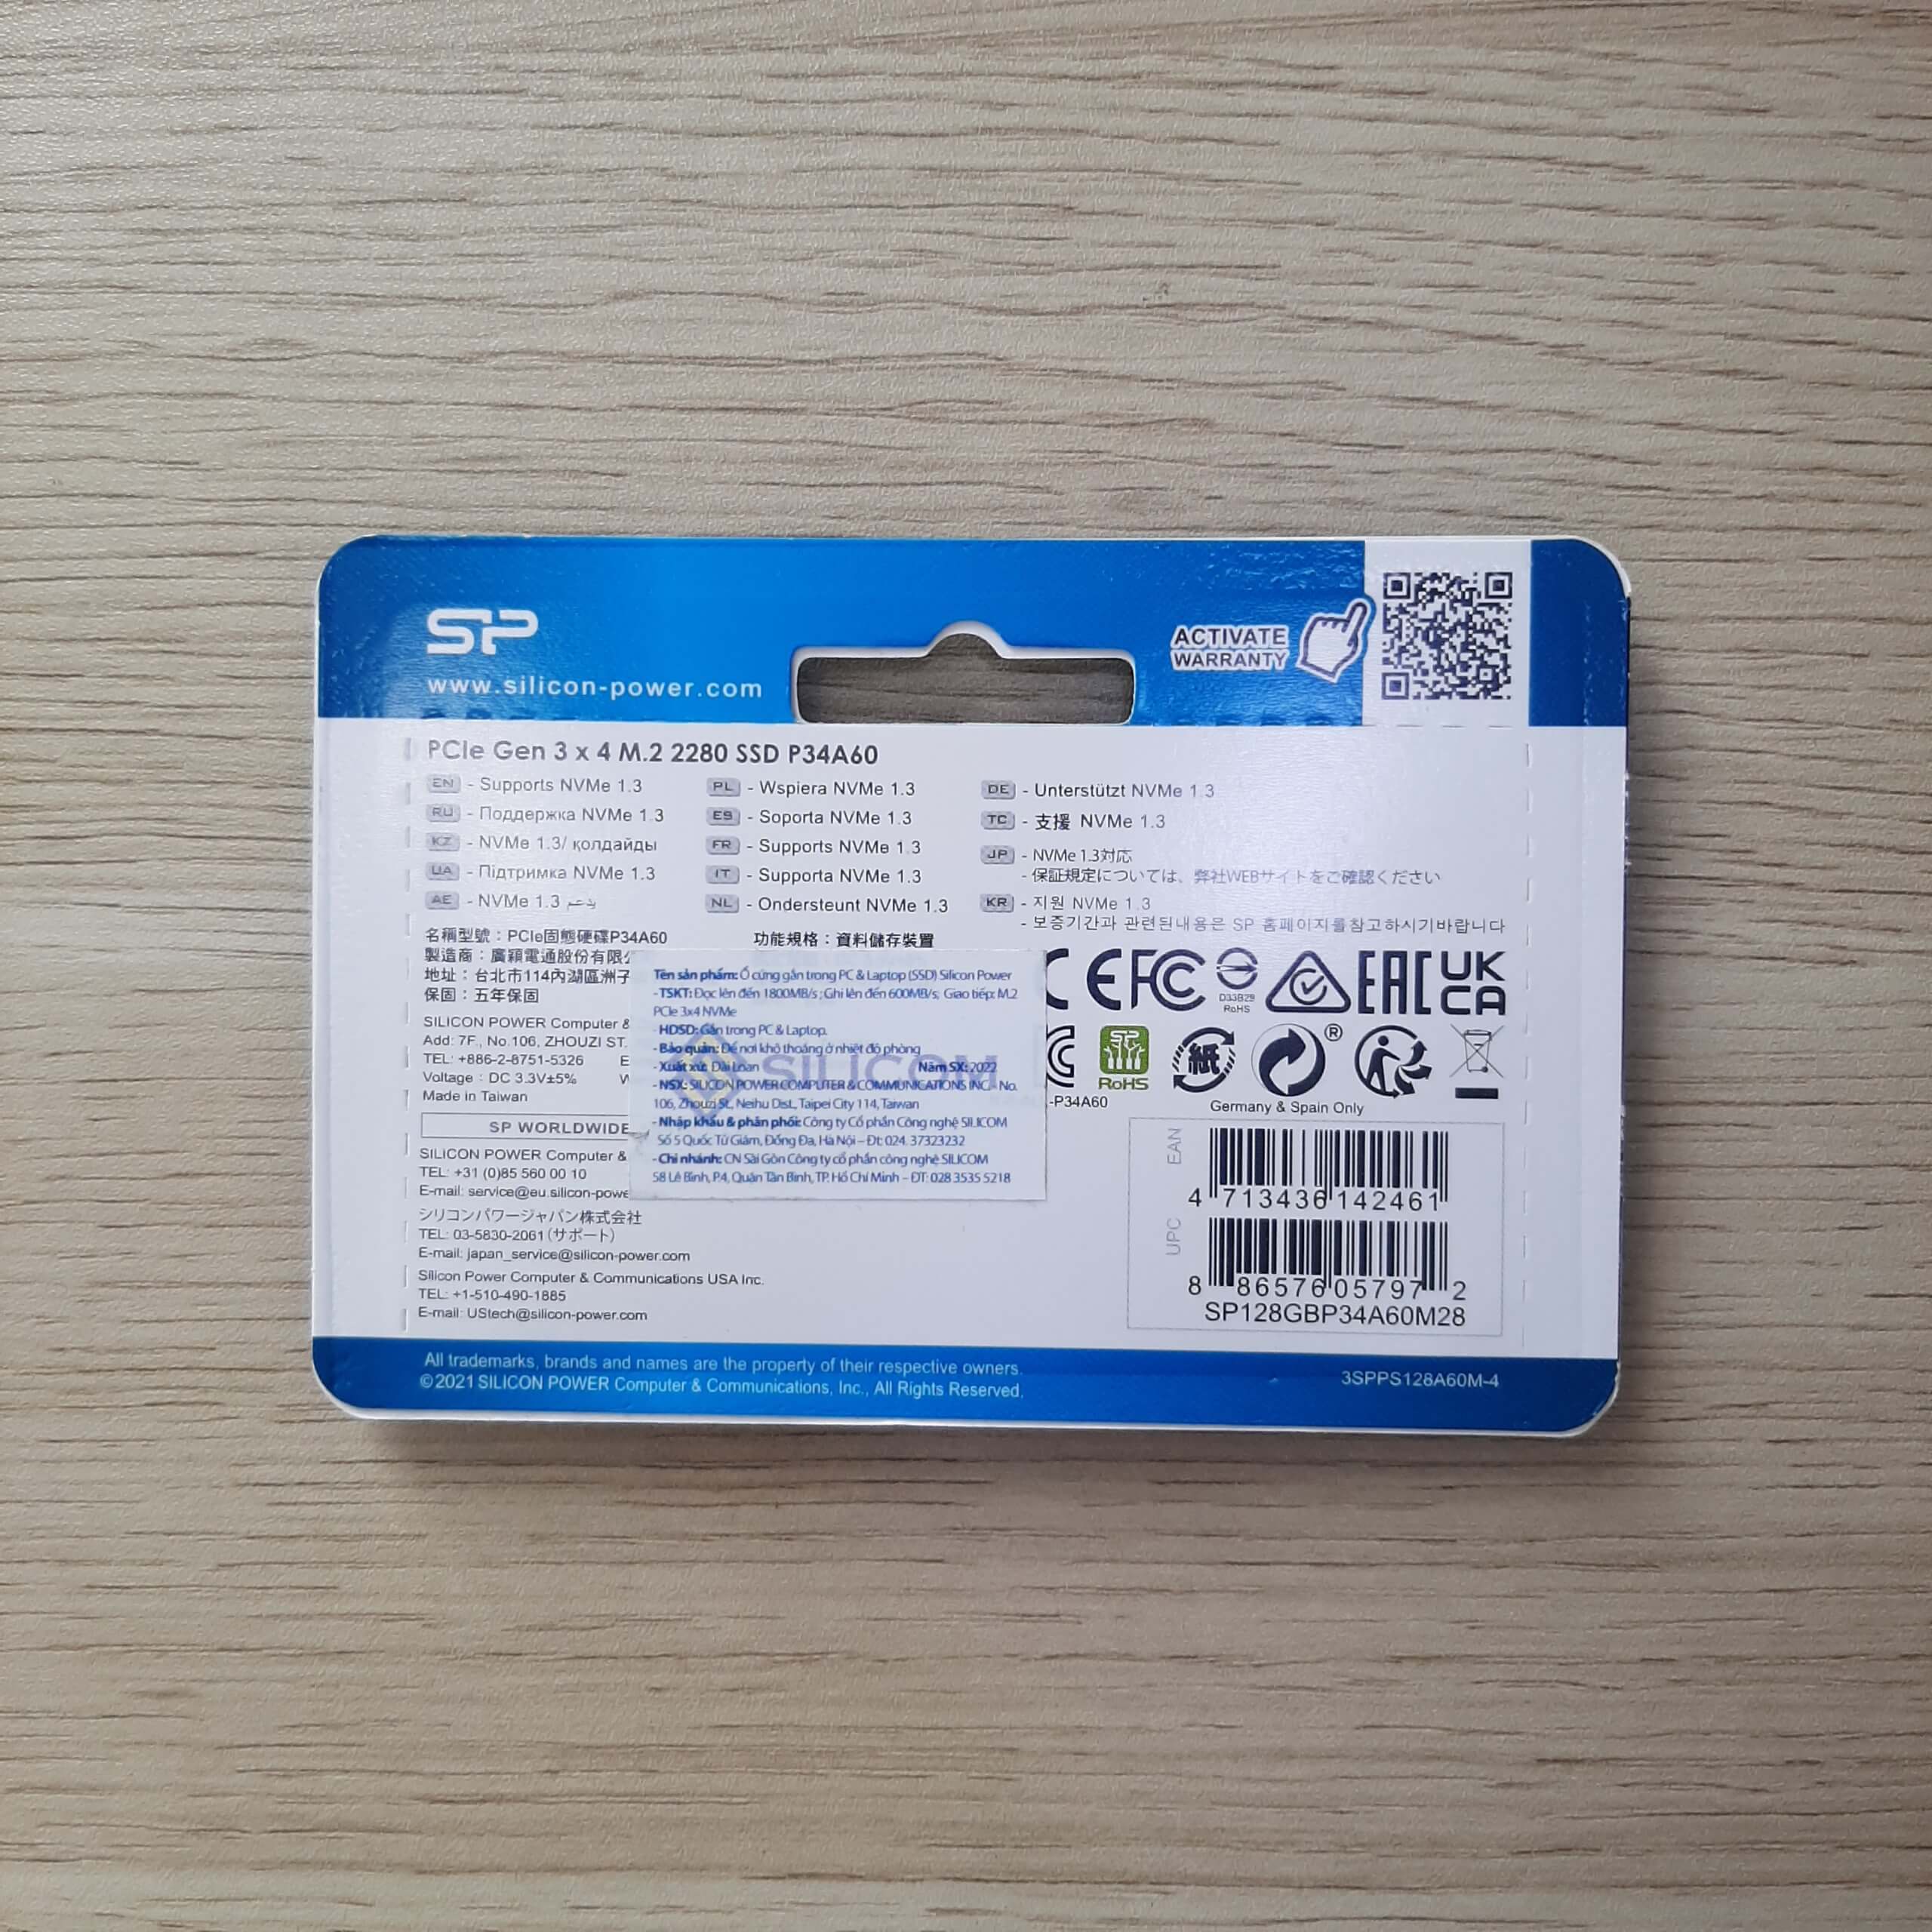 SP
www.silicon-power.com
ACTIVATE
WARRANTY
PCIe Gen 3 x 4 M.2 2280 SSD P34A60
EN - Supports NVMe 1.3
RU - Поддержка NVMe 1.3
KZ - NVMe 1.3/ қолдайды
UA - Підтримка NVMe 1.3
AE - NVMe 1.3 يدعم
PL - Wspiera NVMe 1.3
ES - Soporta NVMe 1.3
FR - Supports NVMe 1.3
IT - Supporta NVMe 1.3
NL - Ondersteunt NVMe 1.3
DE - Unterstützt NVMe 1.3
TC - 支援 NVMe 1.3
JP - NVMe 1.3対応
- 保証規定については、弊社WEBサイトをご確認ください
KR - 지원 NVMe 1.3
- 보증기간과 관련된내용은 SP 홈페이지를참고하시기바랍니다
名稱型號：PCIe固態硬碟P34A60
功能規格：資料儲存裝置
製造商：廣穎電通股份有限
地址：台北市114內湖區洲子
保固：五年保固
SILICON POWER Computer &
Add: 7F., No.106, ZHOUZI ST.
TEL: +886-2-8751-5326 E
Voltage : DC 3.3V±5% W
Made in Taiwan
SP WORLDWIDE
SILICON POWER Computer &
TEL: +31 (0)85 560 00 10
E-mail: service@eu.silicon-powe
シリコンパワージャパン株式会社
TEL: 03-5830-2061(サポート)
E-mail: japan_service@silicon-power.com
Silicon Power Computer & Communications USA Inc.
TEL: +1-510-490-1885
E-mail: UStech@silicon-power.com
SILICOM
Tên sản phẩm: Ổ cứng gắn trong PC & Laptop (SSD) Silicon Power
- TSKT: Đọc lên đến 1800MB/s ; Ghi lên đến 600MB/s; Giao tiếp: M.2
PCIe 3x4 NVMe
- HDSD: Gắn trong PC & Laptop.
- Bảo quản: Để nơi khô thoáng ở nhiệt độ phòng
- Xuất xứ: Đài Loan Năm SX: 2022
- NSX: SILICON POWER COMPUTER & COMMUNICATIONS INC. - No.
106, Zhouzi St., Neihu Dist., Taipei City 114, Taiwan
- Nhập khẩu & phân phối: Công ty Cổ phần Công nghệ SILICOM
Số 5 Quốc Tử Giám, Đống Đa, Hà Nội – Đt: 024. 37323232
- Chi nhánh: CN Sài Gòn Công ty cổ phần công nghệ SILICOM
58 Lê Bình, P.4, Quận Tân Bình, TP. Hồ Chí Minh – ĐT: 028 3535 5218
CE FC D33B29 RoHS EAC UK CA
SP RoHS 紙 ®
-P34A60
Germany & Spain Only
EAN
4 713436 142461
UPC
8 86576 05797 2
SP128GBP34A60M28
All trademarks, brands and names are the property of their respective owners.
©2021 SILICON POWER Computer & Communications, Inc., All Rights Reserved.
3SPPS128A60M-4